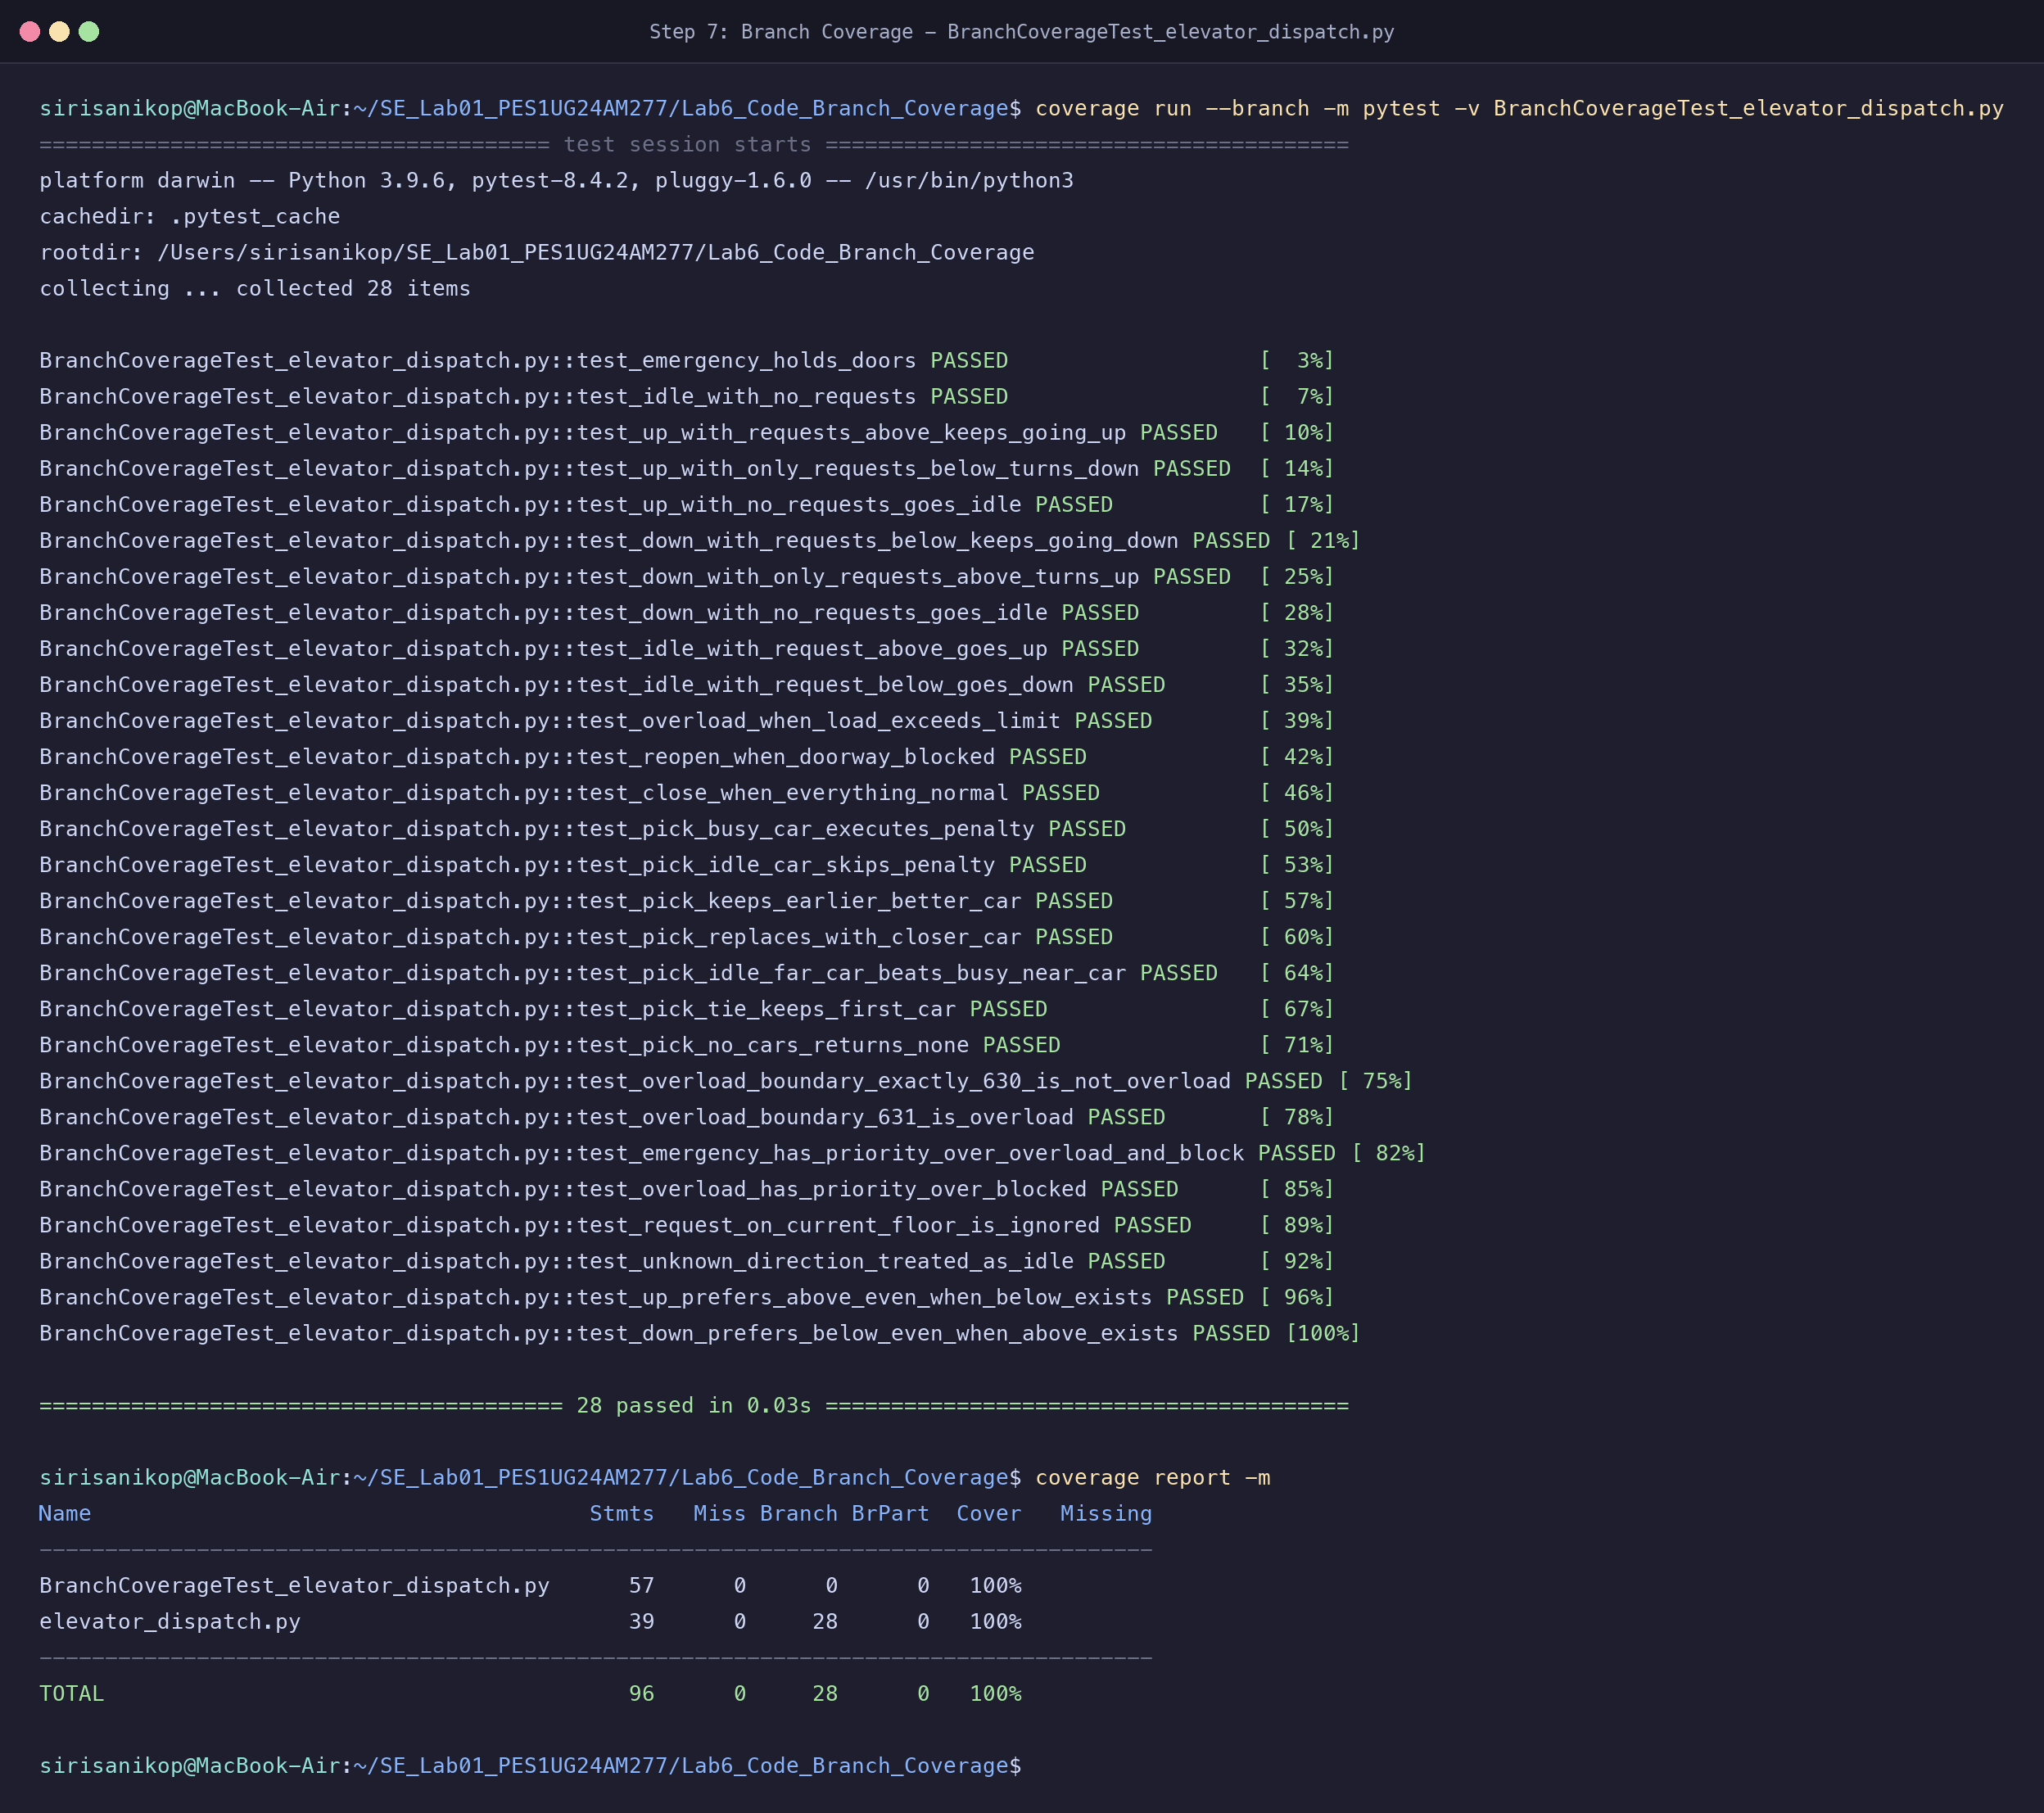 Step 7: Branch Coverage — BranchCoverageTest_elevator_dispatch.py
sirisanikop@MacBook-Air:~/SE_Lab01_PES1UG24AM277/Lab6_Code_Branch_Coverage$ coverage run --branch -m pytest -v BranchCoverageTest_elevator_dispatch.py
======================================= test session starts ========================================
platform darwin -- Python 3.9.6, pytest-8.4.2, pluggy-1.6.0 -- /usr/bin/python3
cachedir: .pytest_cache
rootdir: /Users/sirisanikop/SE_Lab01_PES1UG24AM277/Lab6_Code_Branch_Coverage
collecting ... collected 28 items
BranchCoverageTest_elevator_dispatch.py::test_emergency_holds_doors PASSED                   [  3%]
BranchCoverageTest_elevator_dispatch.py::test_idle_with_no_requests PASSED                   [  7%]
BranchCoverageTest_elevator_dispatch.py::test_up_with_requests_above_keeps_going_up PASSED   [ 10%]
BranchCoverageTest_elevator_dispatch.py::test_up_with_only_requests_below_turns_down PASSED  [ 14%]
BranchCoverageTest_elevator_dispatch.py::test_up_with_no_requests_goes_idle PASSED           [ 17%]
BranchCoverageTest_elevator_dispatch.py::test_down_with_requests_below_keeps_going_down PASSED [ 21%]
BranchCoverageTest_elevator_dispatch.py::test_down_with_only_requests_above_turns_up PASSED  [ 25%]
BranchCoverageTest_elevator_dispatch.py::test_down_with_no_requests_goes_idle PASSED         [ 28%]
BranchCoverageTest_elevator_dispatch.py::test_idle_with_request_above_goes_up PASSED         [ 32%]
BranchCoverageTest_elevator_dispatch.py::test_idle_with_request_below_goes_down PASSED       [ 35%]
BranchCoverageTest_elevator_dispatch.py::test_overload_when_load_exceeds_limit PASSED        [ 39%]
BranchCoverageTest_elevator_dispatch.py::test_reopen_when_doorway_blocked PASSED             [ 42%]
BranchCoverageTest_elevator_dispatch.py::test_close_when_everything_normal PASSED            [ 46%]
BranchCoverageTest_elevator_dispatch.py::test_pick_busy_car_executes_penalty PASSED          [ 50%]
BranchCoverageTest_elevator_dispatch.py::test_pick_idle_car_skips_penalty PASSED             [ 53%]
BranchCoverageTest_elevator_dispatch.py::test_pick_keeps_earlier_better_car PASSED           [ 57%]
BranchCoverageTest_elevator_dispatch.py::test_pick_replaces_with_closer_car PASSED           [ 60%]
BranchCoverageTest_elevator_dispatch.py::test_pick_idle_far_car_beats_busy_near_car PASSED   [ 64%]
BranchCoverageTest_elevator_dispatch.py::test_pick_tie_keeps_first_car PASSED                [ 67%]
BranchCoverageTest_elevator_dispatch.py::test_pick_no_cars_returns_none PASSED               [ 71%]
BranchCoverageTest_elevator_dispatch.py::test_overload_boundary_exactly_630_is_not_overload PASSED [ 75%]
BranchCoverageTest_elevator_dispatch.py::test_overload_boundary_631_is_overload PASSED       [ 78%]
BranchCoverageTest_elevator_dispatch.py::test_emergency_has_priority_over_overload_and_block PASSED [ 82%]
BranchCoverageTest_elevator_dispatch.py::test_overload_has_priority_over_blocked PASSED      [ 85%]
BranchCoverageTest_elevator_dispatch.py::test_request_on_current_floor_is_ignored PASSED     [ 89%]
BranchCoverageTest_elevator_dispatch.py::test_unknown_direction_treated_as_idle PASSED       [ 92%]
BranchCoverageTest_elevator_dispatch.py::test_up_prefers_above_even_when_below_exists PASSED [ 96%]
BranchCoverageTest_elevator_dispatch.py::test_down_prefers_below_even_when_above_exists PASSED [100%]
======================================== 28 passed in 0.03s ========================================
sirisanikop@MacBook-Air:~/SE_Lab01_PES1UG24AM277/Lab6_Code_Branch_Coverage$ coverage report -m
Name                                      Stmts   Miss Branch BrPart  Cover   Missing
-------------------------------------------------------------------------------------
BranchCoverageTest_elevator_dispatch.py      57      0      0      0   100%
elevator_dispatch.py                         39      0     28      0   100%
-------------------------------------------------------------------------------------
TOTAL                                        96      0     28      0   100%
sirisanikop@MacBook-Air:~/SE_Lab01_PES1UG24AM277/Lab6_Code_Branch_Coverage$